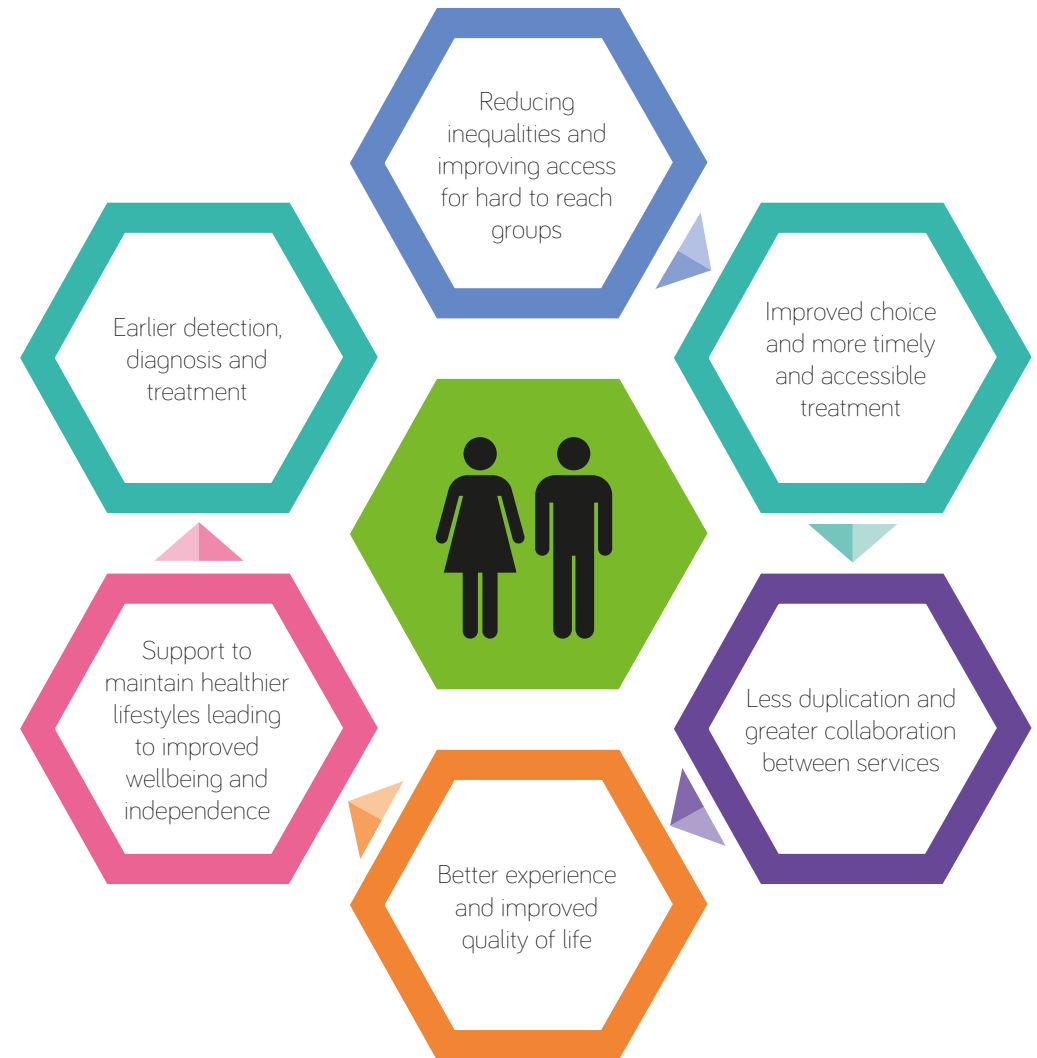 Reducing
inequalities and
improving access
for hard to reach
groups
Improved choice
and more timely
and accessible
treatment
Less duplication and
greater collaboration
between services
Better experience
and improved
quality of life
Support to
maintain healthier
lifestyles leading
to improved
wellbeing and
independence
Earlier detection,
diagnosis and
treatment